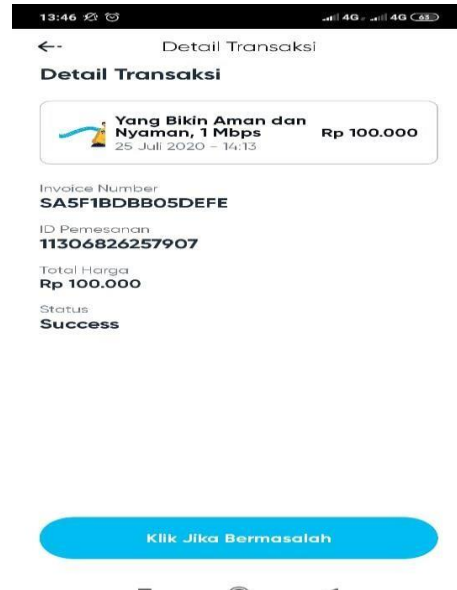 13:46 4G 4G 63
Detail Transaksi
Detail Transaksi
Yang Bikin Aman dan
Nyaman, 1 Mbps Rp 100.000
25 Juli 2020 - 14:13
Invoice Number
SA5F1BDBB05DEFE
ID Pemesanan
11306826257907
Total Harga
Rp 100.000
Status
Success
Klik Jika Bermasalah